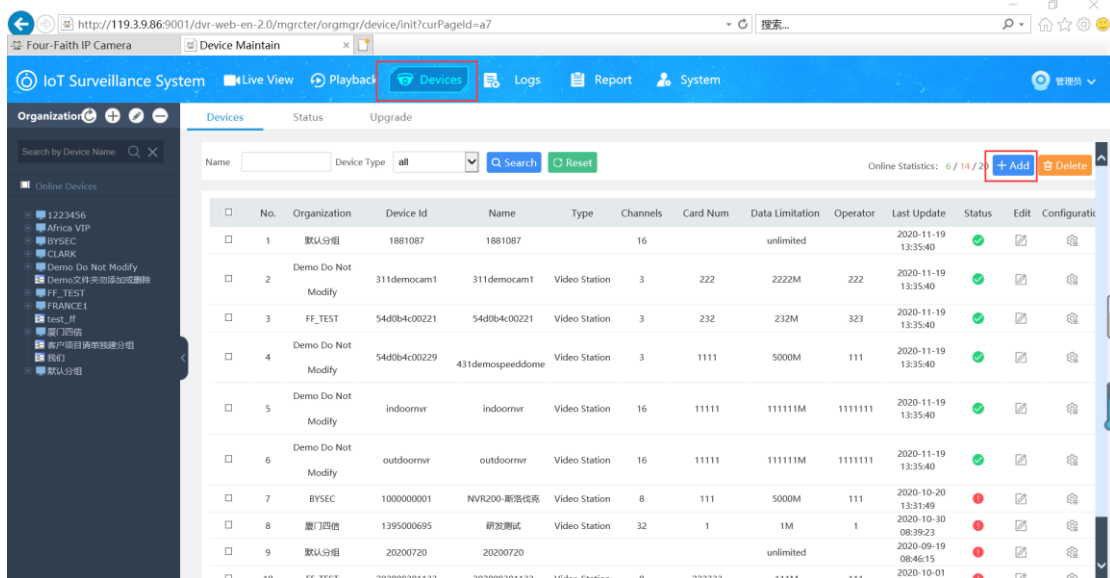 http://119.3.9.86:9001/dvr-web-en-2.0/mgrcter/orgmgr/device/init?curPageId=a7
搜索...
Four-Faith IP Camera
Device Maintain
IoT Surveillance System
Live View
Playback
Devices
Logs
Report
System
管理员
Organization
Devices
Status
Upgrade
Search by Device Name
Name
Device Type
all
Search
Reset
Online Statistics: 6 / 14 / 20
+ Add
Delete
Online Devices
1223456
Africa VIP
BYSEC
CLARK
Demo Do Not Modify
Demo文件夹勿添加或删除
FF_TEST
FRANCE1
test_ff
厦门四信
客户项目请单独建分组
我们
默认分组
No. Organization Device Id Name Type Channels Card Num Data Limitation Operator Last Update Status Edit Configuratic
1 默认分组 1881087 1881087 16 unlimited 2020-11-19 13:35:40
2 Demo Do Not Modify 311democam1 311democam1 Video Station 3 222 2222M 222 2020-11-19 13:35:40
3 FF_TEST 54d0b4c00221 54d0b4c00221 Video Station 3 232 232M 323 2020-11-19 13:35:40
4 Demo Do Not Modify 54d0b4c00229 431demospeeddome Video Station 3 1111 5000M 111 2020-11-19 13:35:40
5 Demo Do Not Modify indoornvr indoornvr Video Station 16 11111 111111M 1111111 2020-11-19 13:35:40
6 Demo Do Not Modify outdoornvr outdoornvr Video Station 16 11111 111111M 1111111 2020-11-19 13:35:40
7 BYSEC 1000000001 NVR200-斯洛伐克 Video Station 8 111 5000M 111 2020-10-20 13:31:49
8 厦门四信 1395000695 研发测试 Video Station 32 1 1M 1 2020-10-30 08:39:23
9 默认分组 20200720 20200720 unlimited 2020-09-19 08:46:15
2020-10-01